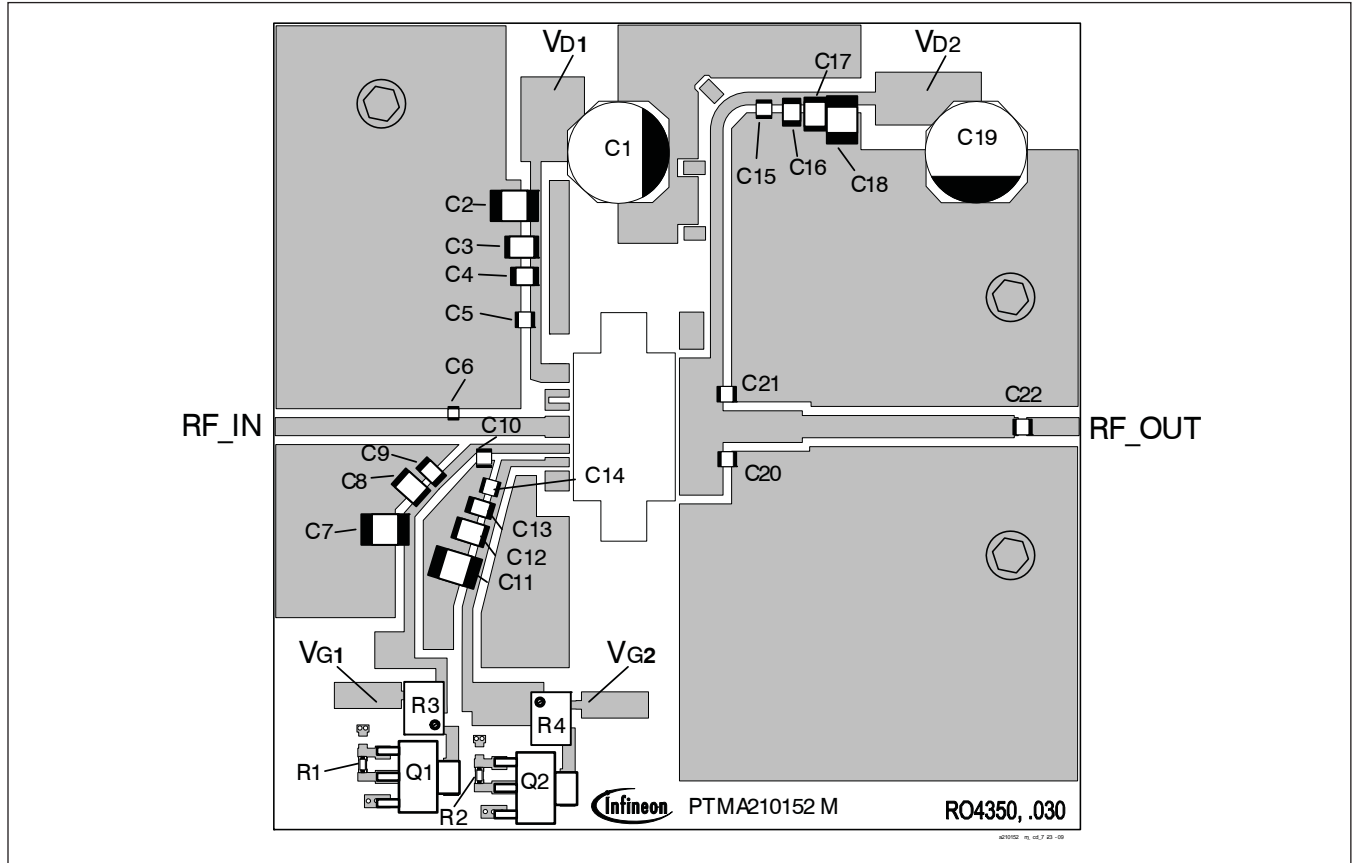 VD1
C17
VD2
C1
C19
C15
C16
C18
C2
C3
C4
C5
C6
C21
C22
RF_IN
C10
RF_OUT
C9
C8
C14
C20
C7
C13
C12
C11
VG1
VG2
R3
R4
R1
Q1
Q2
R2
Infineon
PTMA210152 M
RO4350, .030